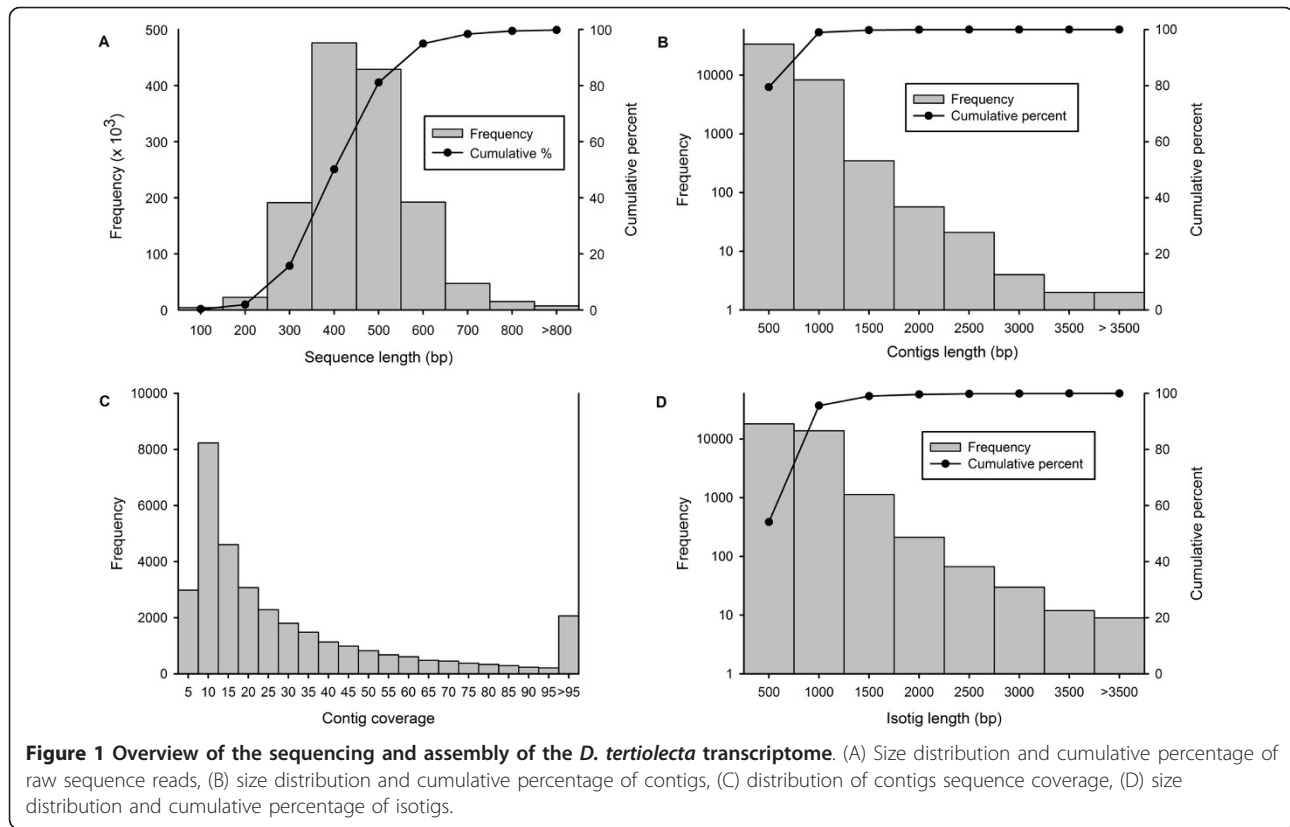 A
500
400
300
200
100
0
Frequency (x 10³)
100
80
60
40
20
0
Cumulative percent
Frequency
Cumulative %
100 200 300 400 500 600 700 800 >800
Sequence length (bp)
B
10000
1000
100
10
1
Frequency
100
80
60
40
20
0
Cumulative percent
Frequency
Cumulative percent
500 1000 1500 2000 2500 3000 3500 > 3500
Contigs length (bp)
C
10000
8000
6000
4000
2000
0
Frequency
5 10 15 20 25 30 35 40 45 50 55 60 65 70 75 80 85 90 95 >95
Contig coverage
D
10000
1000
100
10
1
Frequency
100
80
60
40
20
0
Cumulative percent
Frequency
Cumulative percent
500 1000 1500 2000 2500 3000 3500 >3500
Isotig length (bp)
Figure 1 Overview of the sequencing and assembly of the D. tertiolecta transcriptome. (A) Size distribution and cumulative percentage of
raw sequence reads, (B) size distribution and cumulative percentage of contigs, (C) distribution of contigs sequence coverage, (D) size
distribution and cumulative percentage of isotigs.